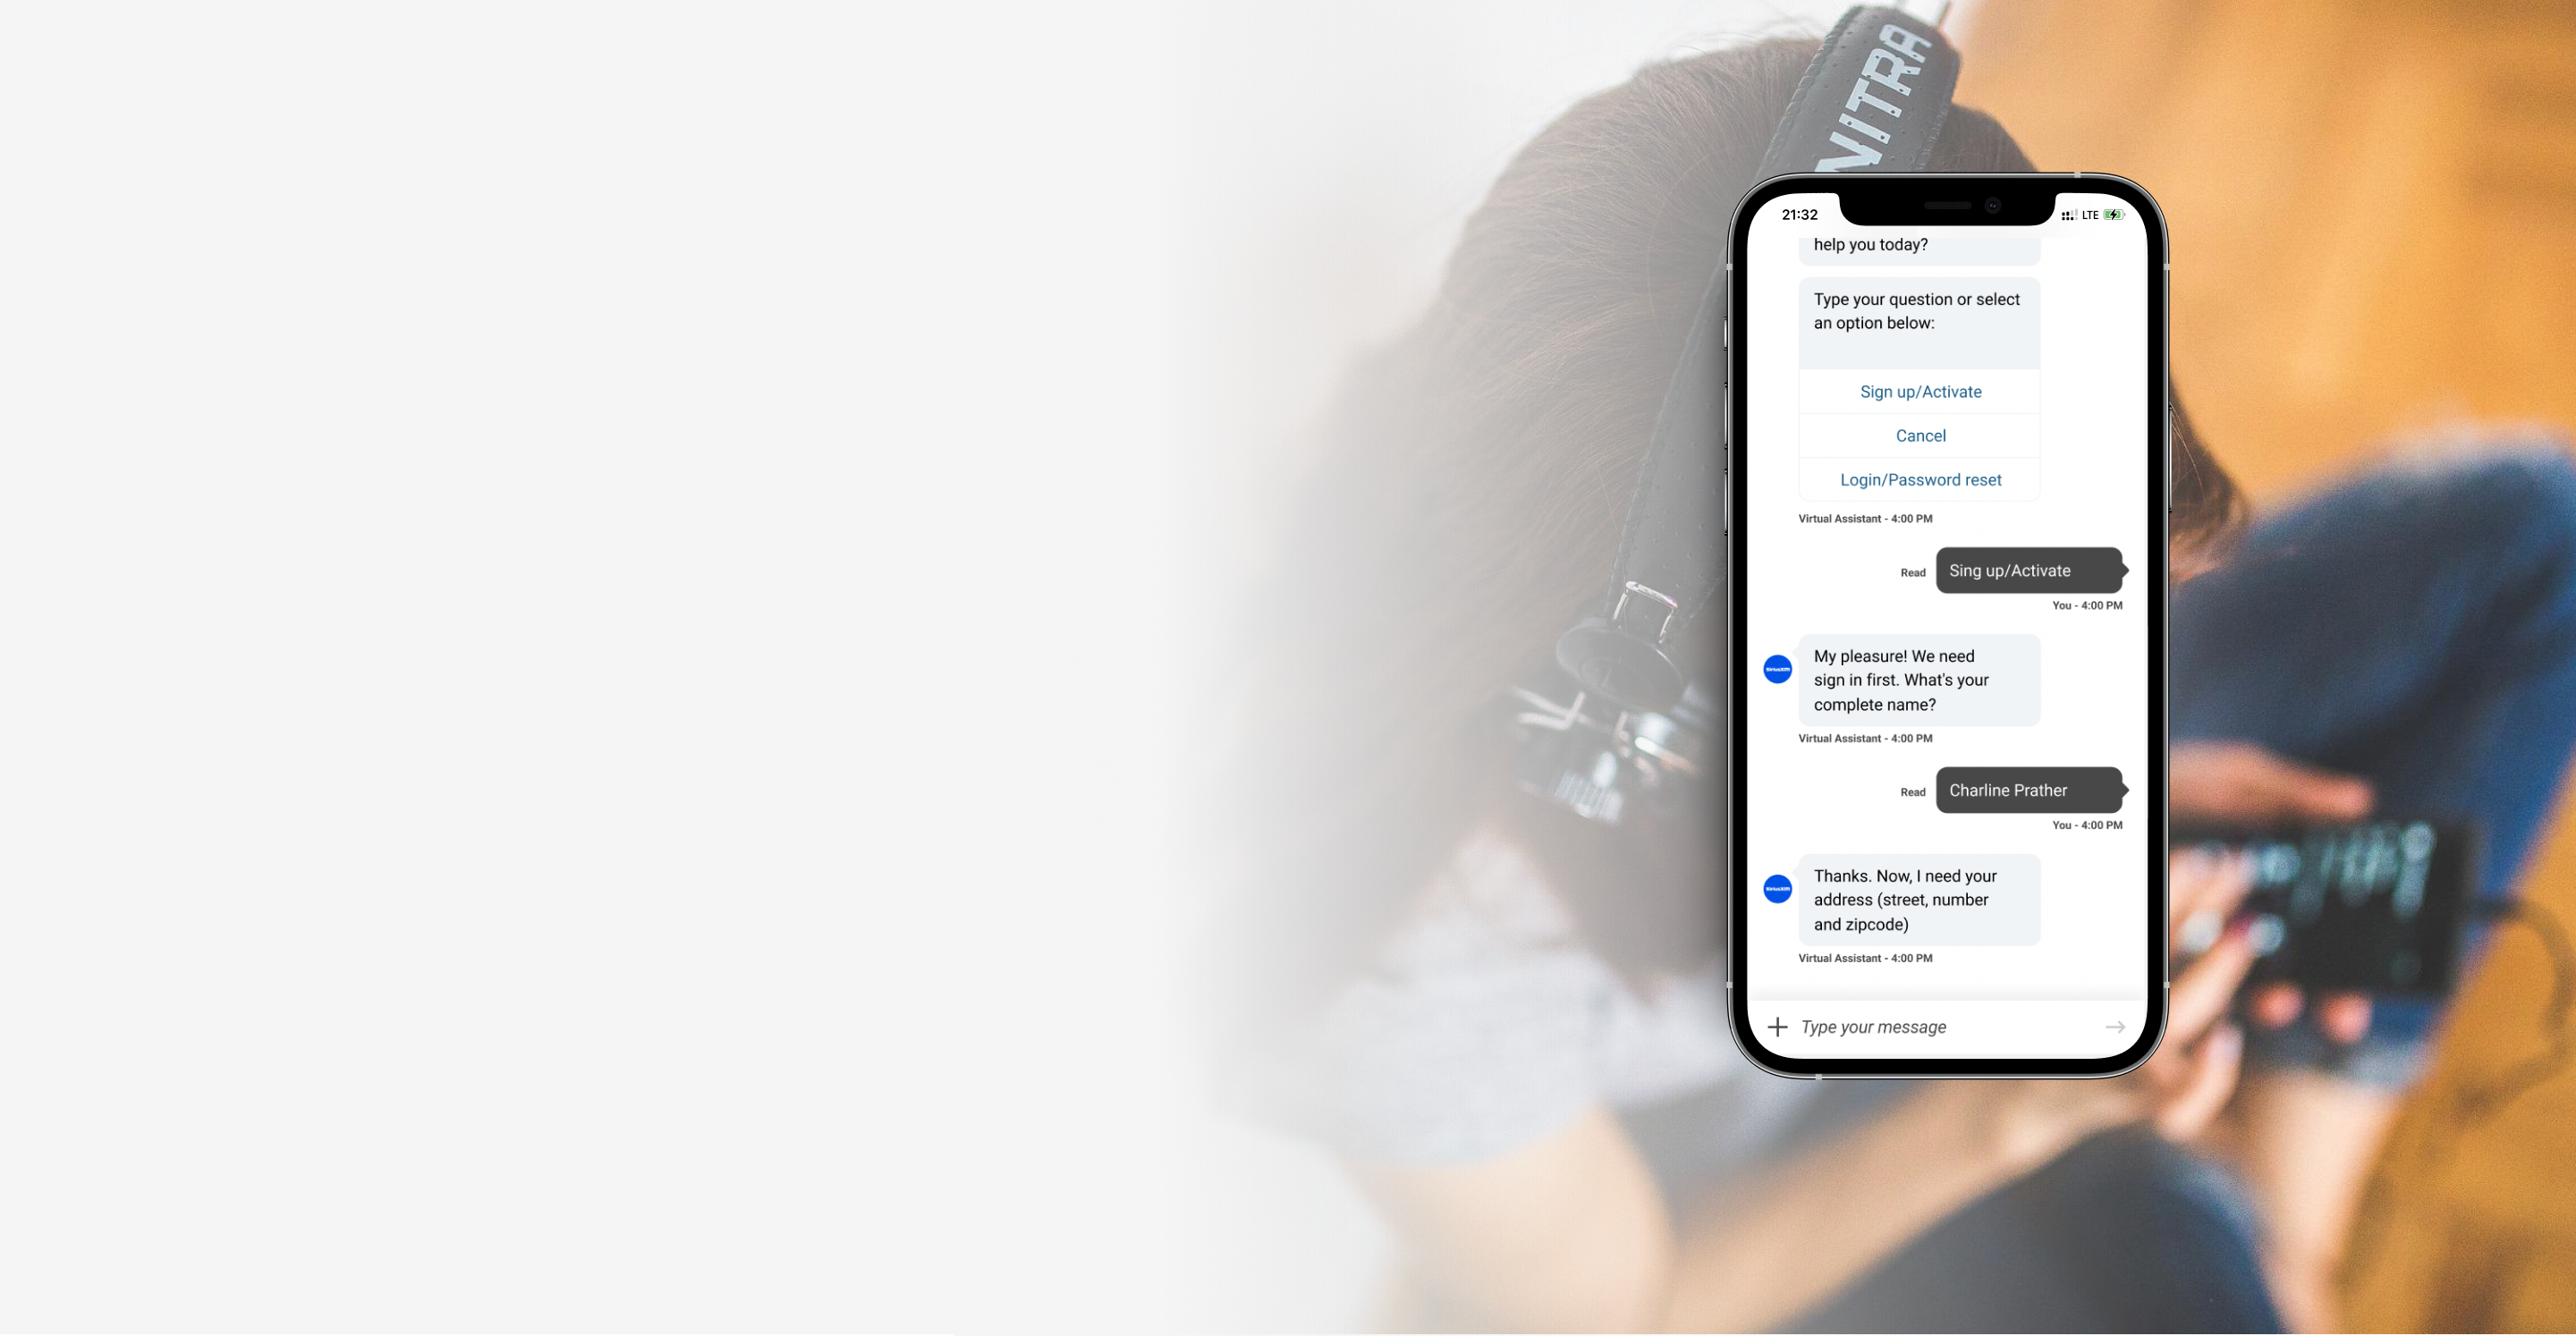 NITRA
21:32
LTE
help you today?
Type your question or select
an option below:
Sign up/Activate
Cancel
Login/Password reset
Virtual Assistant - 4:00 PM
Read
Sing up/Activate
You - 4:00 PM
My pleasure! We need
sign in first. What's your
complete name?
Virtual Assistant - 4:00 PM
Read
Charline Prather
You - 4:00 PM
Thanks. Now, I need your
address (street, number
and zipcode)
Virtual Assistant - 4:00 PM
Type your message